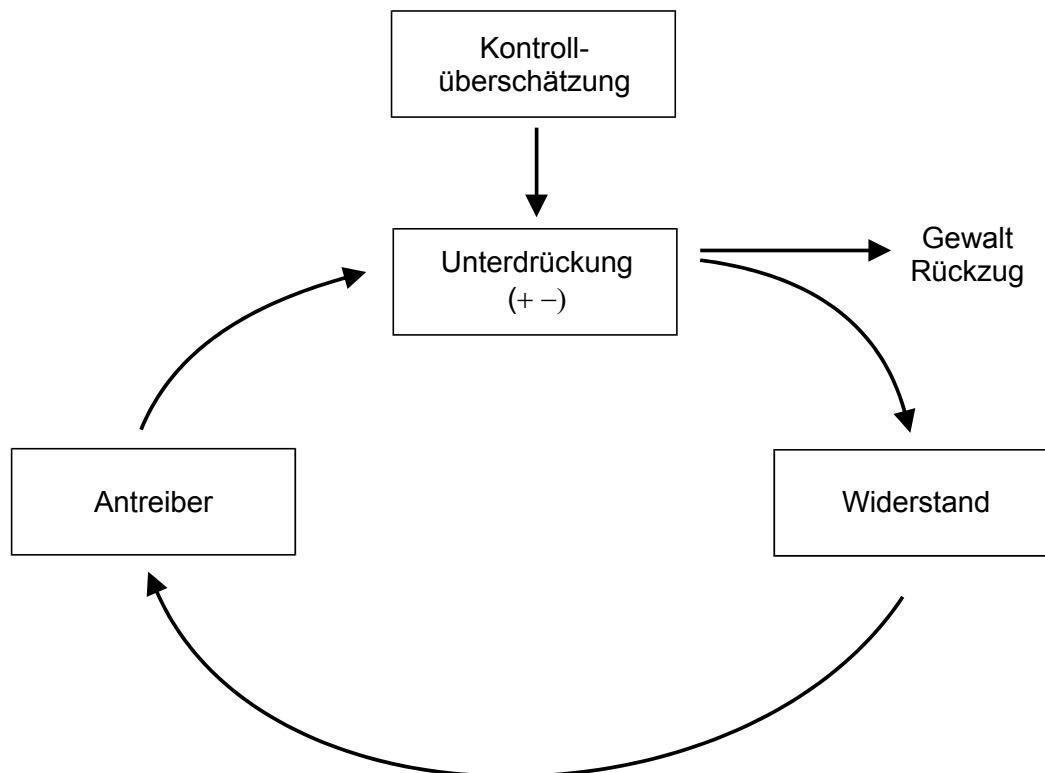 Kontroll-
überschätzung
Unterdrückung
(+ −)
Gewalt
Rückzug
Antreiber
Widerstand